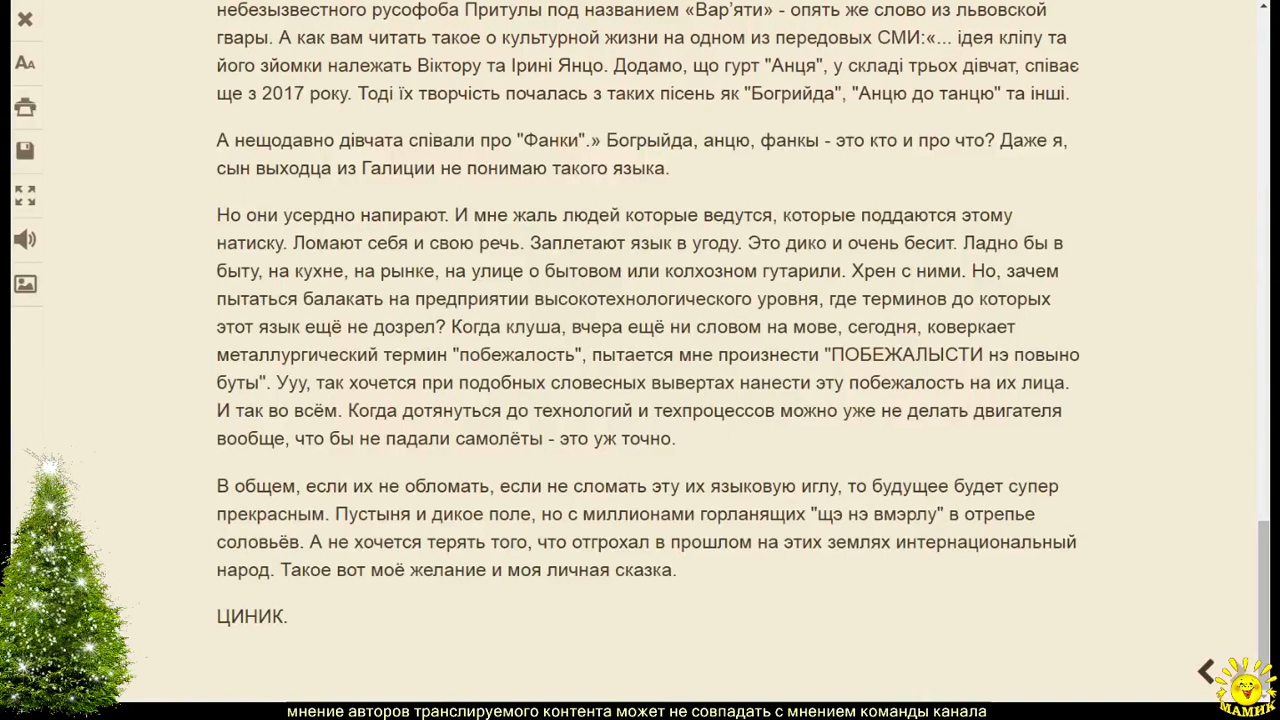 небезызвестного русофоба Притулы под названием «Вар’яти» - опять же слово из львовской
гвары. А как вам читать такое о культурной жизни на одном из передовых СМИ:«... ідея кліпу та
його зйомки належать Віктору та Ірині Янцо. Додамо, що гурт "Анця", у складі трьох дівчат, співає
ще з 2017 року. Тоді їх творчість почалась з таких пісень як "Богрийда", "Анцю до танцю" та інші.
А нещодавно дівчата співали про "Фанки".» Богрыйда, анцю, фанкы - это кто и про что? Даже я,
сын выходца из Галиции не понимаю такого языка.
Но они усердно напирают. И мне жаль людей которые ведутся, которые поддаются этому
натиску. Ломают себя и свою речь. Заплетают язык в угоду. Это дико и очень бесит. Ладно бы в
быту, на кухне, на рынке, на улице о бытовом или колхозном гутарили. Хрен с ними. Но, зачем
пытаться балакать на предприятии высокотехнологического уровня, где терминов до которых
этот язык ещё не дозрел? Когда клуша, вчера ещё ни словом на мове, сегодня, коверкает
металлургический термин "побежалость", пытается мне произнести "ПОБЕЖАЛЫСТИ нэ повыно
буты". Ууу, так хочется при подобных словесных вывертах нанести эту побежалость на их лица.
И так во всём. Когда дотянуться до технологий и техпроцессов можно уже не делать двигателя
вообще, что бы не падали самолёты - это уж точно.
В общем, если их не обломать, если не сломать эту их языковую иглу, то будущее будет супер
прекрасным. Пустыня и дикое поле, но с миллионами горланящих "щэ нэ вмэрлу" в отрепье
соловьёв. А не хочется терять того, что отгрохал в прошлом на этих землях интернациональный
народ. Такое вот моё желание и моя личная сказка.
ЦИНИК.
МАМИК
мнение авторов транслируемого контента может не совпадать с мнением команды канала